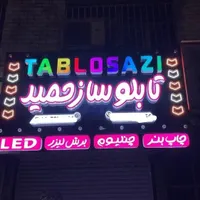 TABLOSAZI
تابلوسازحمید
چاپ بنر چلنیوم برش لیزر LED